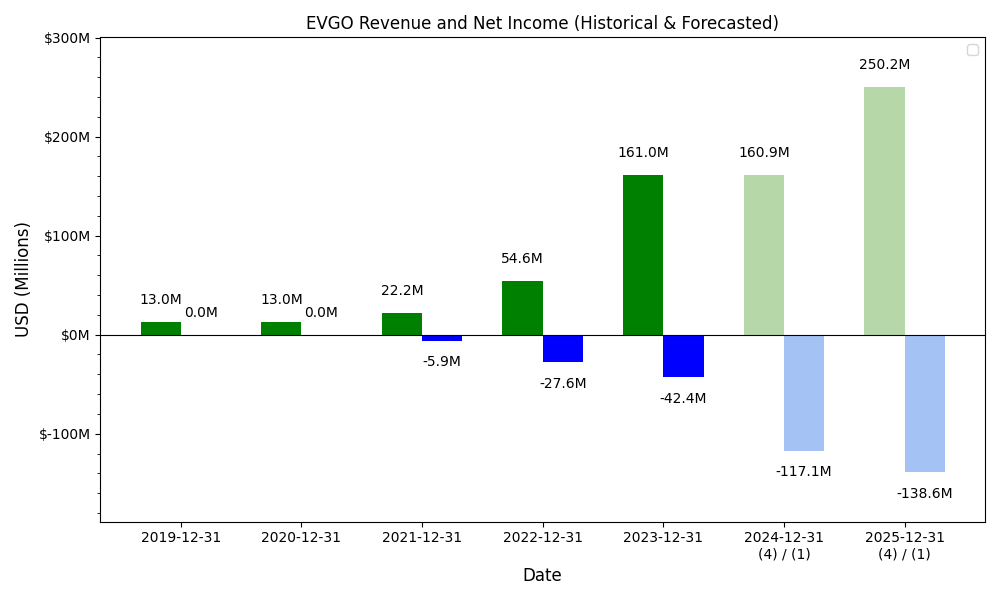 EVGO Revenue and Net Income (Historical & Forecasted)
$300M
$200M
$100M
$0M
$-100M
USD (Millions)
13.0M
0.0M
13.0M
0.0M
22.2M
-5.9M
54.6M
-27.6M
161.0M
-42.4M
160.9M
-117.1M
250.2M
-138.6M
2019-12-31
2020-12-31
2021-12-31
2022-12-31
2023-12-31
2024-12-31
(4) / (1)
2025-12-31
(4) / (1)
Date